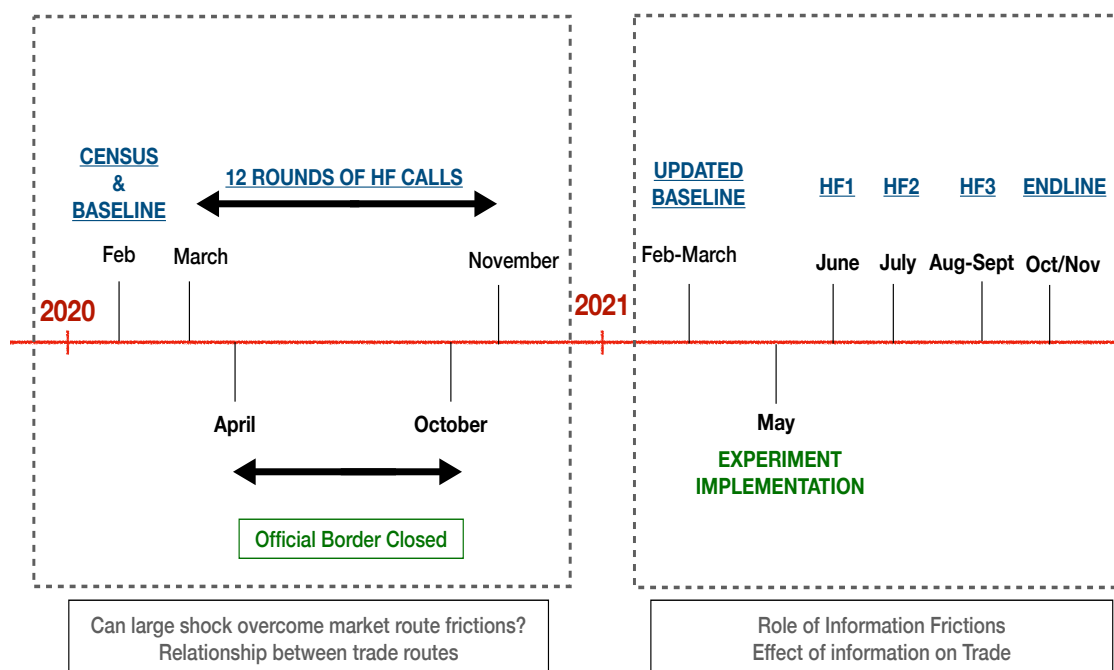 CENSUS
&
BASELINE
12 ROUNDS OF HF CALLS
Feb
March
November
2020
April
October
Official Border Closed
Can large shock overcome market route frictions?
Relationship between trade routes
2021
UPDATED
BASELINE
HF1
HF2
HF3
ENDLINE
Feb-March
June
July
Aug-Sept
Oct/Nov
May
EXPERIMENT
IMPLEMENTATION
Role of Information Frictions
Effect of information on Trade